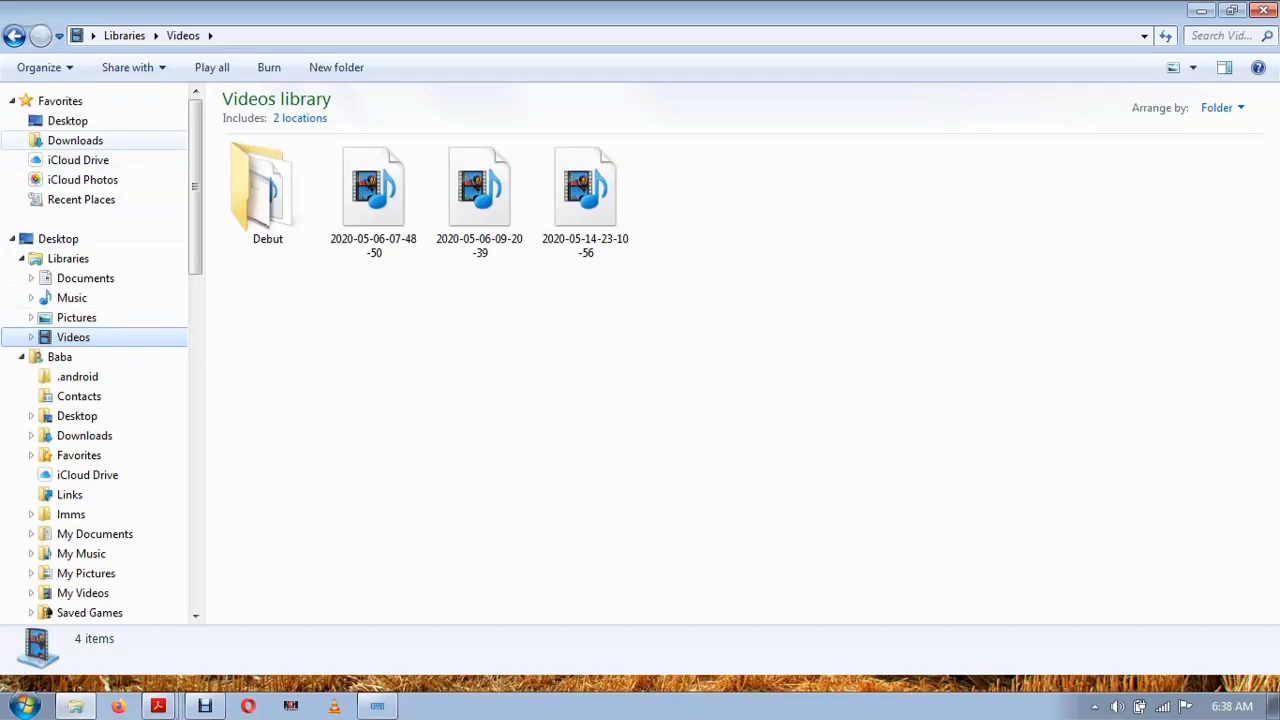 Libraries Videos
Search Vid...
Organize Share with Play all Burn New folder
Favorites
Desktop
Downloads
iCloud Drive
iCloud Photos
Recent Places
Desktop
Libraries
Documents
Music
Pictures
Videos
Baba
.android
Contacts
Desktop
Downloads
Favorites
iCloud Drive
Links
lmms
My Documents
My Music
My Pictures
My Videos
Saved Games
Videos library
Includes: 2 locations
Arrange by: Folder
Debut
2020-05-06-07-48
-50
2020-05-06-09-20
-39
2020-05-14-23-10
-56
4 items
6:38 AM